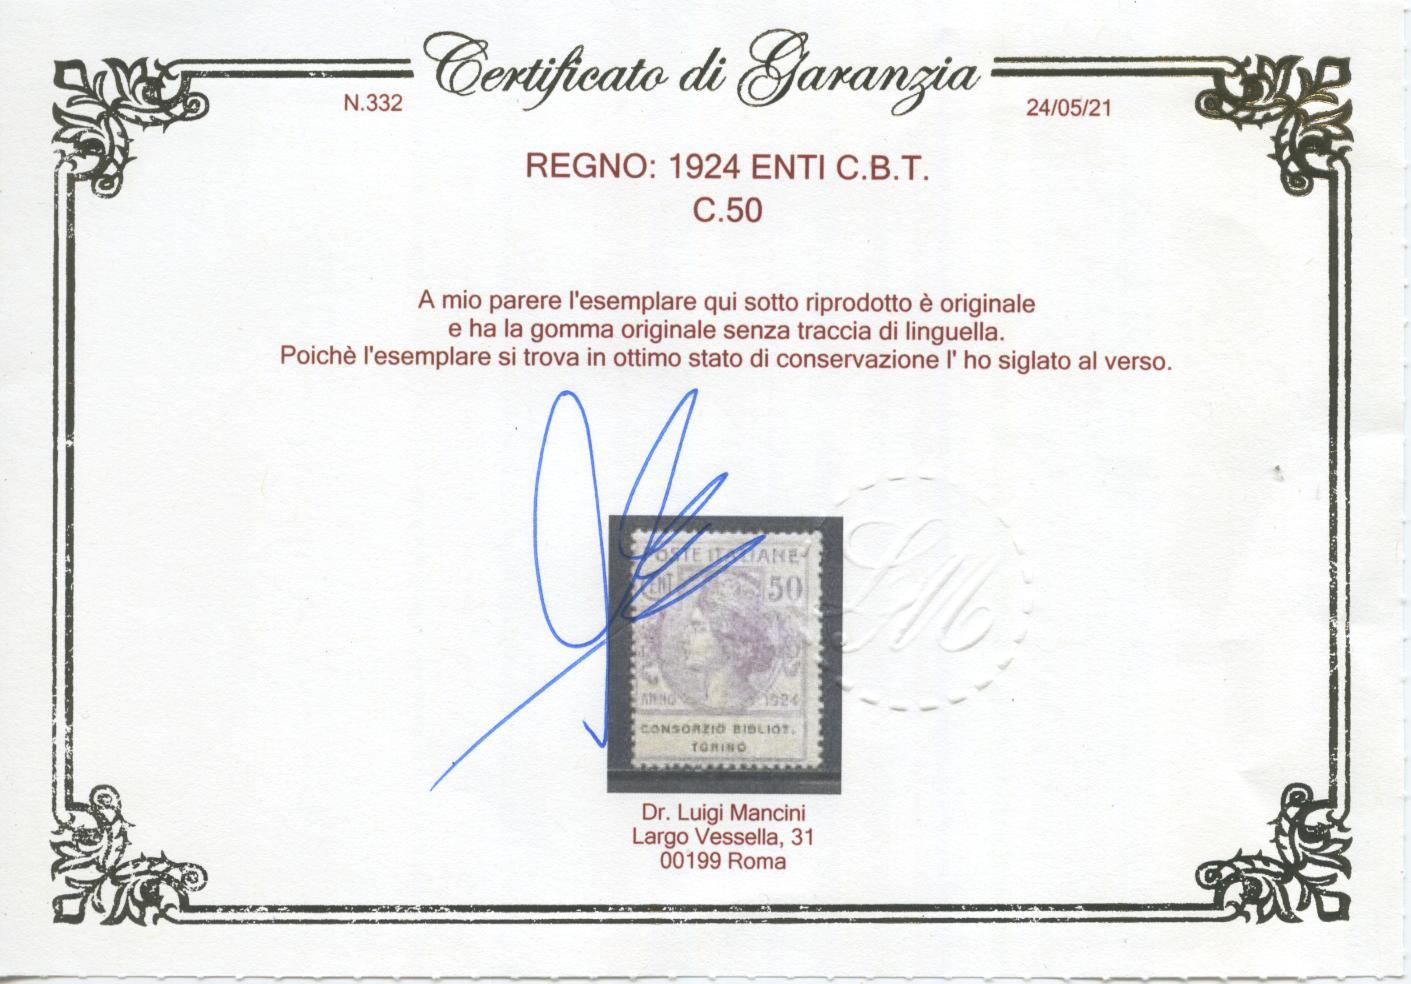 Certificato di Garanzia
N.332
24/05/21
REGNO: 1924 ENTI C.B.T.
C.50
A mio parere l'esemplare qui sotto riprodotto è originale
e ha la gomma originale senza traccia di linguella.
Poichè l'esemplare si trova in ottimo stato di conservazione l' ho siglato al verso.
POSTE ITALIANE
CENT 50
ANNO 1924
CONSORZIO BIBLIOT.
TORINO
LM
Dr. Luigi Mancini
Largo Vessella, 31
00199 Roma